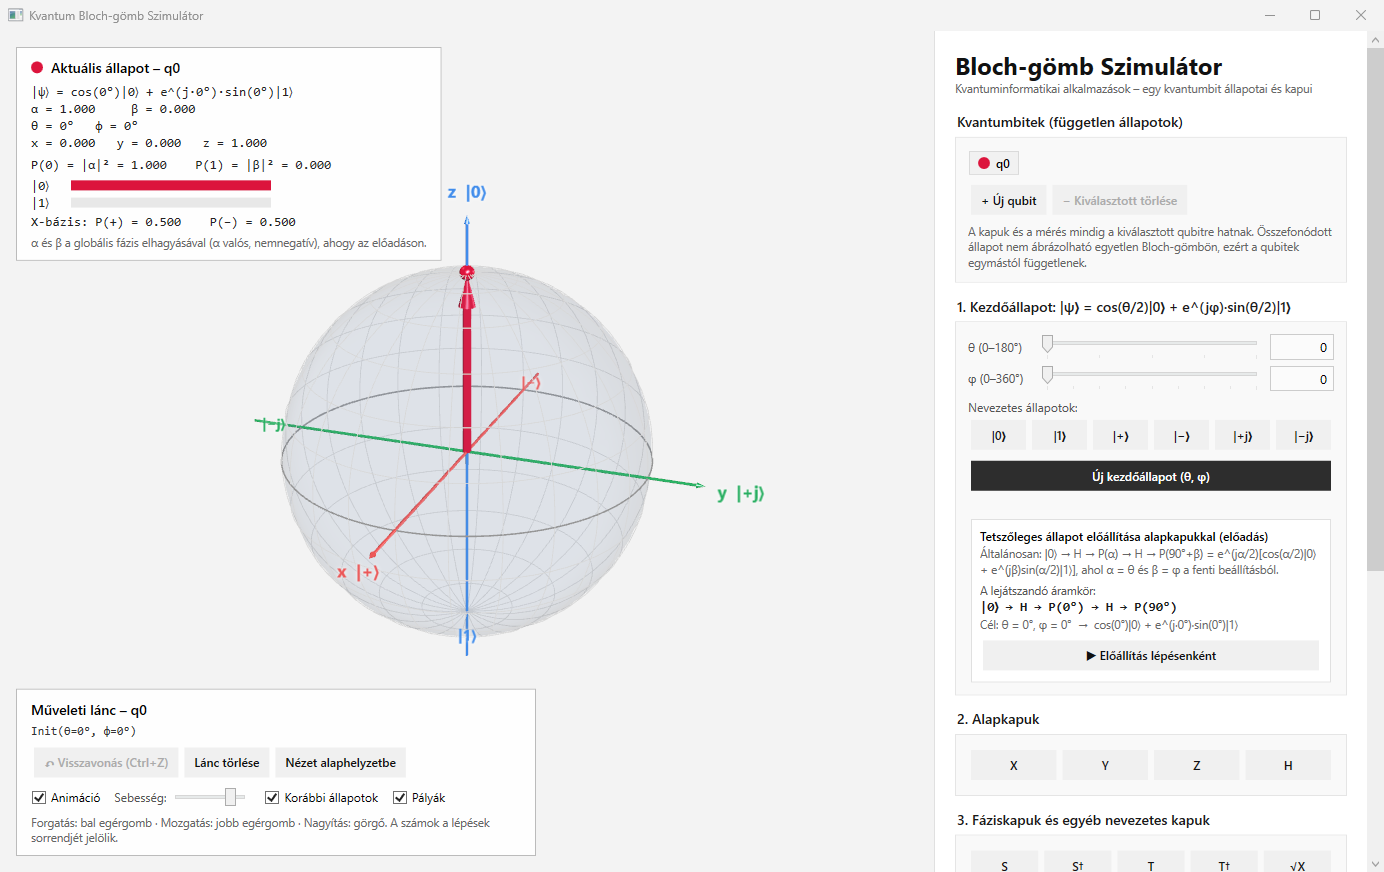 Kvantum Bloch-gömb Szimulátor
Aktuális állapot – q0
|ψ⟩ = cos(0°)|0⟩ + e^(j·0°)·sin(0°)|1⟩
α = 1.000 β = 0.000
θ = 0° ϕ = 0°
x = 0.000 y = 0.000 z = 1.000
P(0) = |α|² = 1.000 P(1) = |β|² = 0.000
|0⟩
|1⟩
X-bázis: P(+) = 0.500 P(−) = 0.500
α és β a globális fázis elhagyásával (α valós, nemnegatív), ahogy az előadáson.
z |0⟩
|−⟩
|−j⟩
y |+j⟩
x |+⟩
|1⟩
Műveleti lánc – q0
Init(θ=0°, ϕ=0°)
↶ Visszavonás (Ctrl+Z) Lánc törlése Nézet alaphelyzetbe
Animáció Sebesség: Korábbi állapotok Pályák
Forgatás: bal egérgomb · Mozgatás: jobb egérgomb · Nagyítás: görgő. A számok a lépések
sorrendjét jelölik.
Bloch-gömb Szimulátor
Kvantuminformatikai alkalmazások – egy kvantumbit állapotai és kapui
Kvantumbitek (független állapotok)
q0
+ Új qubit − Kiválasztott törlése
A kapuk és a mérés mindig a kiválasztott qubitre hatnak. Összefonódott
állapot nem ábrázolható egyetlen Bloch-gömbön, ezért a qubitek
egymástól függetlenek.
1. Kezdőállapot: |ψ⟩ = cos(θ/2)|0⟩ + e^(jφ)·sin(θ/2)|1⟩
θ (0–180°) 0
φ (0–360°) 0
Nevezetes állapotok:
|0⟩ |1⟩ |+⟩ |−⟩ |+j⟩ |−j⟩
Új kezdőállapot (θ, φ)
Tetszőleges állapot előállítása alapkapukkal (előadás)
Általánosan: |0⟩ → H → P(α) → H → P(90°+β) = e^(jα/2)[cos(α/2)|0⟩
+ e^(jβ)sin(α/2)|1⟩], ahol α = θ és β = φ a fenti beállításból.
A lejátszandó áramkör:
|0⟩ → H → P(0°) → H → P(90°)
Cél: θ = 0°, φ = 0° → cos(0°)|0⟩ + e^(j·0°)·sin(0°)|1⟩
▶ Előállítás lépésenként
2. Alapkapuk
X Y Z H
3. Fáziskapuk és egyéb nevezetes kapuk
S S† T T† √X